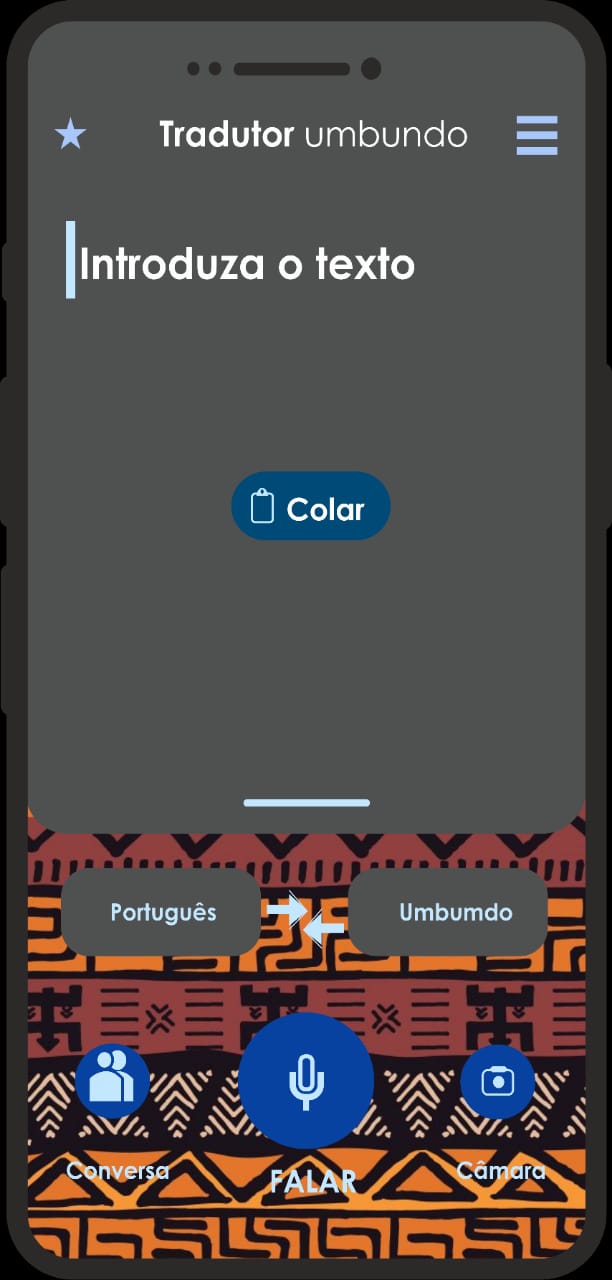 Tradutor umbundo
Introduza o texto
Colar
Português
Umbumdo
Conversa
FALAR
Câmara